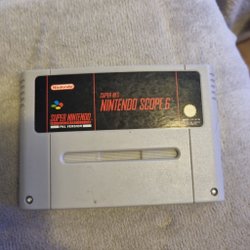 Nintendo
SUPER NES
NINTENDO SCOPE 6
SUPER NINTENDO
PAL VERSION